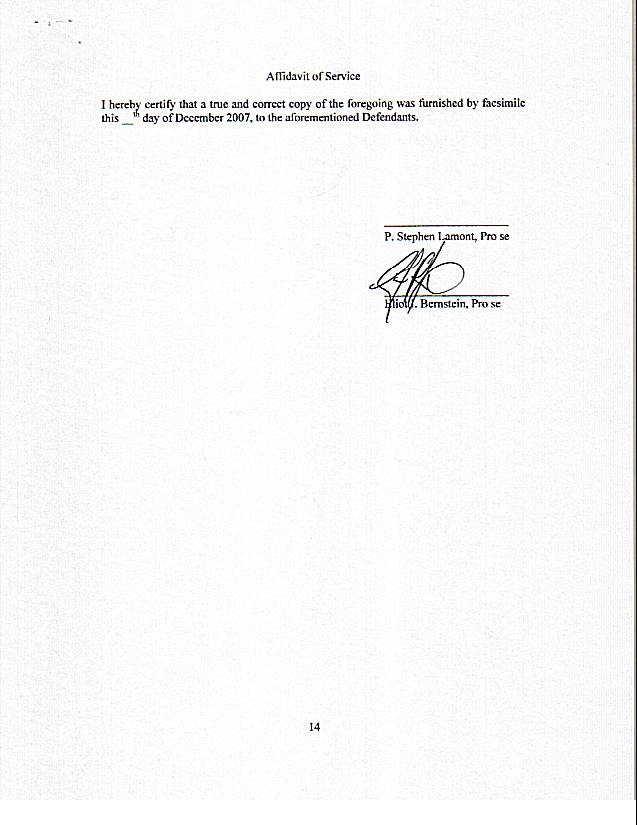 Affidavit of Service
I hereby certify that a true and correct copy of the foregoing was furnished by facsimile
this __th day of December 2007, to the aforementioned Defendants.
P. Stephen Lamont, Pro se
Eliot I. Bernstein, Pro se
14